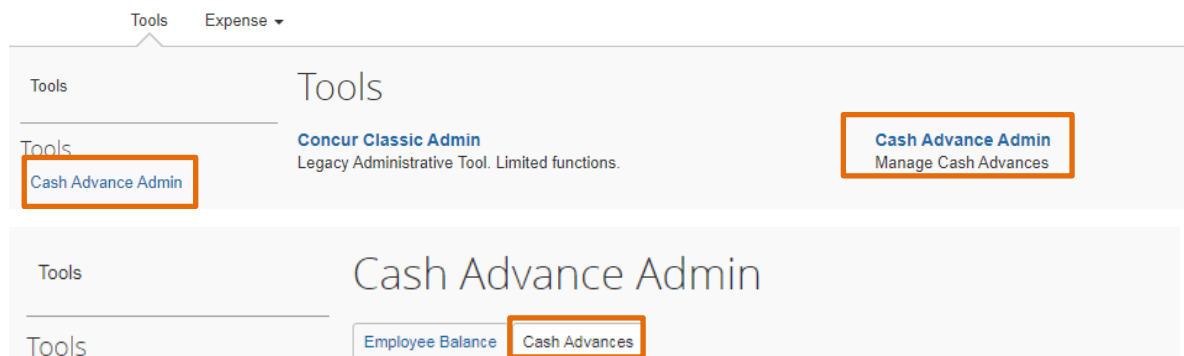 Tools Expense
Tools
Tools
Cash Advance Admin
Tools
Concur Classic Admin
Legacy Administrative Tool. Limited functions.
Cash Advance Admin
Manage Cash Advances
Tools
Tools
Cash Advance Admin
Employee Balance Cash Advances